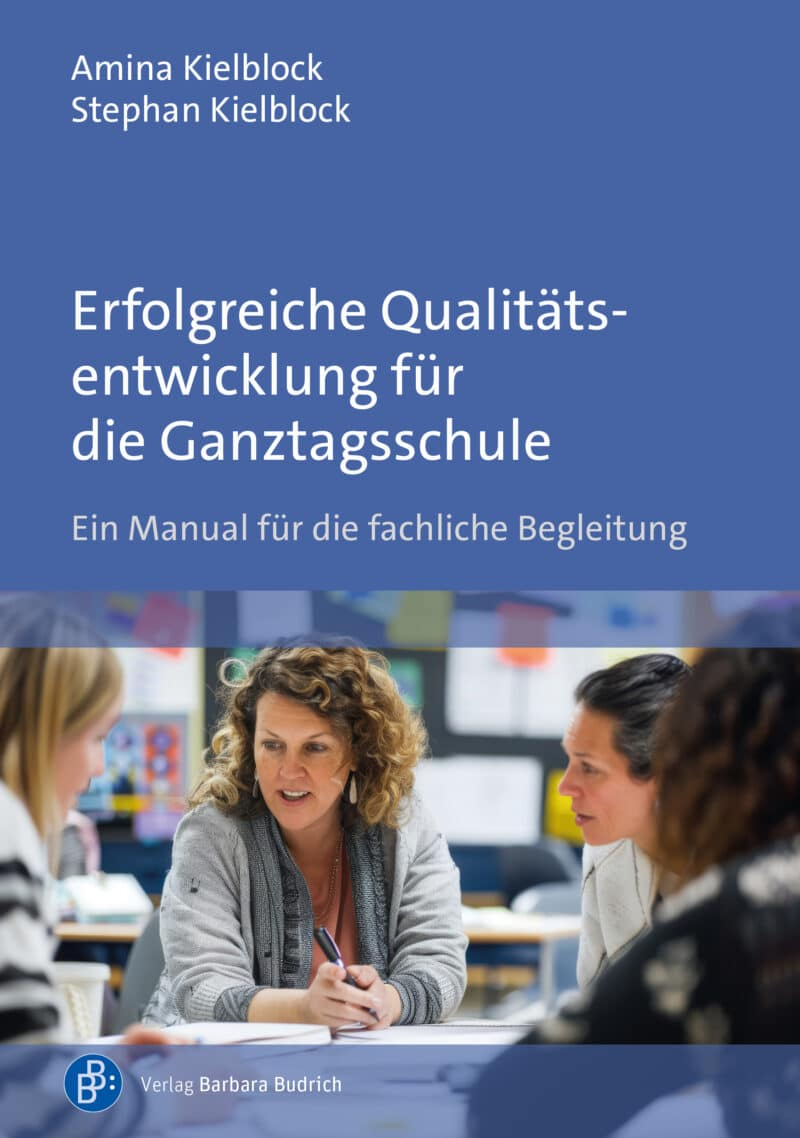 Amina Kielblock
Stephan Kielblock
Erfolgreiche Qualitäts-
entwicklung für
die Ganztagsschule
Ein Manual für die fachliche Begleitung
BB:
Verlag Barbara Budrich